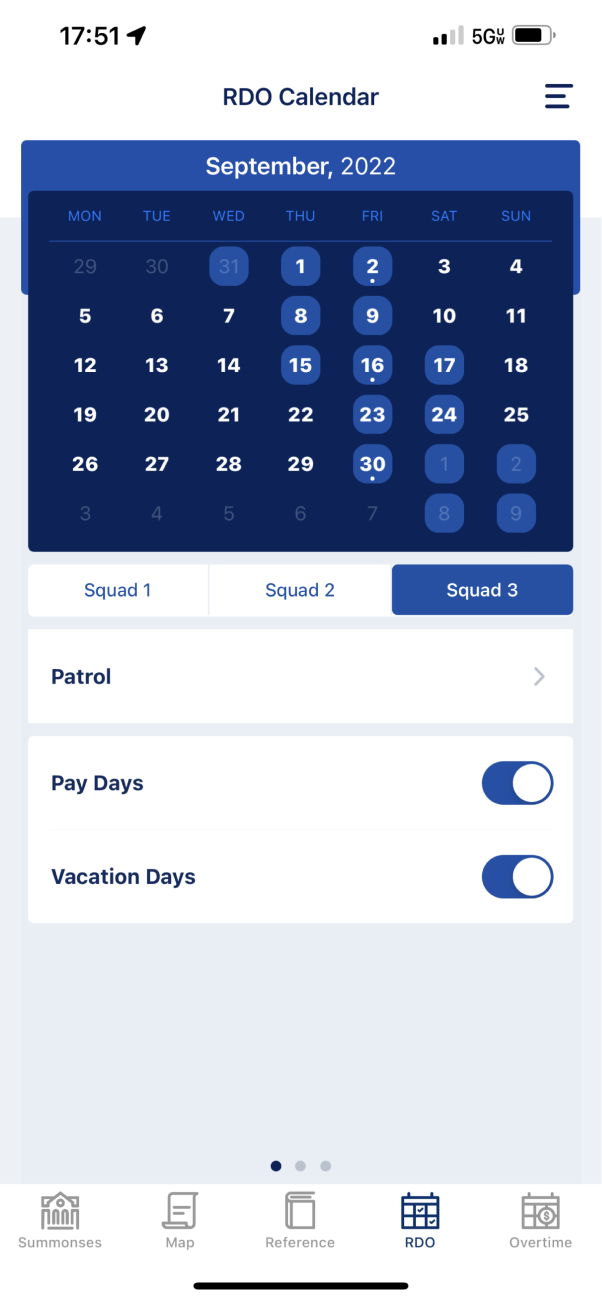 17:51 5GUW
RDO Calendar
September, 2022
MON TUE WED THU FRI SAT SUN
29 30 31 1 2 3 4
5 6 7 8 9 10 11
12 13 14 15 16 17 18
19 20 21 22 23 24 25
26 27 28 29 30 1 2
3 4 5 6 7 8 9
Squad 1 Squad 2 Squad 3
Patrol
Pay Days
Vacation Days
$
Summonses Map Reference RDO Overtime